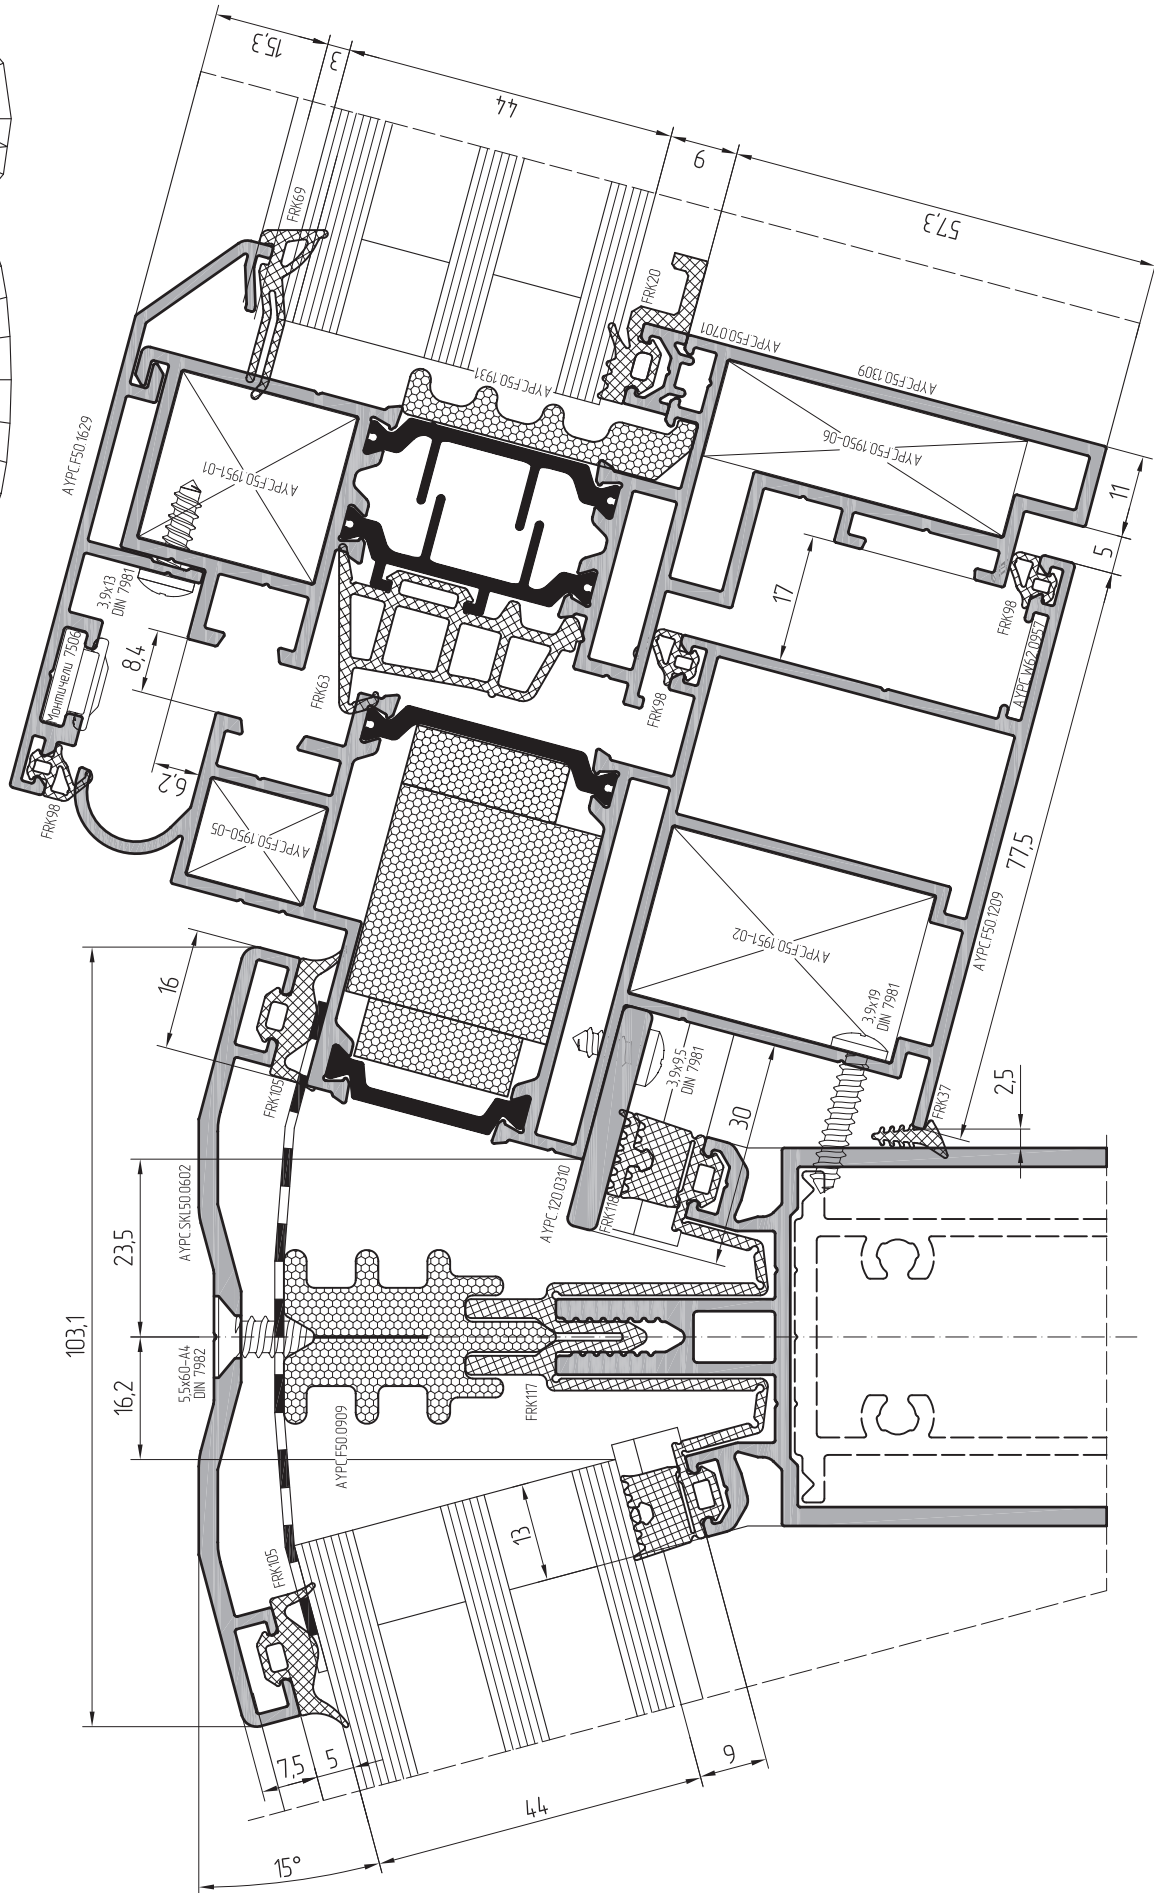 15,3
3
44
9
57,3
FRK69
FRK20
AYPC.F50.0701
AYPC.F50.1309
AYPC.F50.1931
AYPC.F50.1629
AYPC.F50.1951-01
AYPC.F50.1950-06
3,9x13
DIN 7981
Монтичелли 7506
8,4
6,2
FRK63
FRK98
FRK98
FRK98
17
11
5
AYPC.W62.0957
AYPC.F50.1950-05
AYPC.F50.1951-02
AYPC.F50.1209
77,5
16
3,9x19
DIN 7981
3,9x9,5
DIN 7981
FRK37
2,5
30
FRK105
AYPC.SKL50.0602
AYPC.120.0310
FRK118
23,5
103,1
16,2
5,5x60-A4
DIN 7982
AYPC.F50.0909
FRK117
13
FRK105
7,5
5
44
9
15°